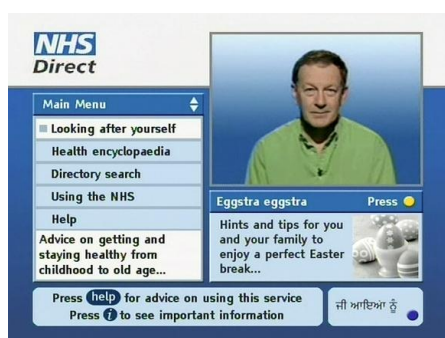 NHS
Direct
Main Menu
Looking after yourself
Health encyclopaedia
Directory search
Using the NHS
Help
Advice on getting and
staying healthy from
childhood to old age...
Eggstra eggstra Press
Hints and tips for you
and your family to
enjoy a perfect Easter
break...
Press help for advice on using this service
Press i to see important information
ਜੀ ਆਇਆ ਨੂੰ